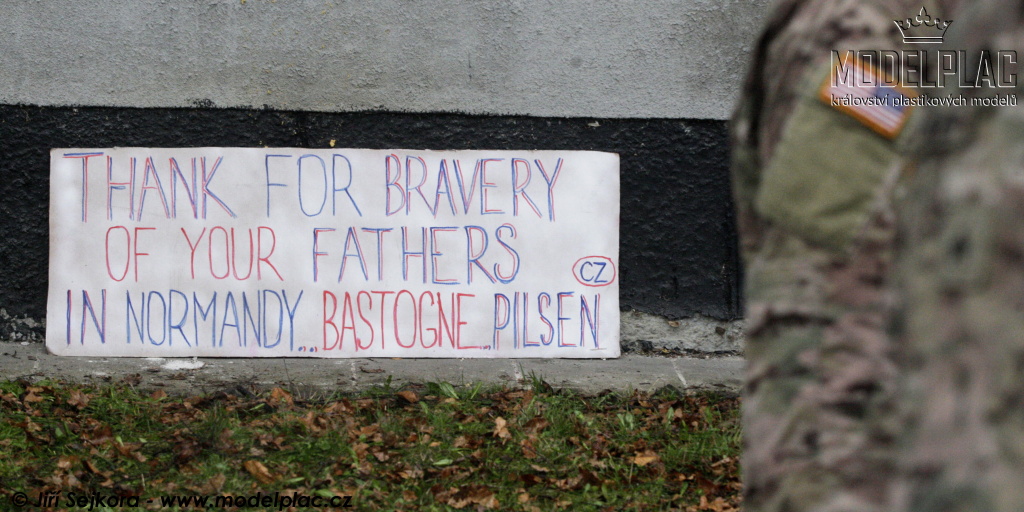 MODELPLAC
království plastikových modelů
THANK FOR BRAVERY
OF YOUR FATHERS
CZ
IN NORMANDY... BASTOGNE.. PILSEN
© Jiří Sejkora - www.modelplac.cz